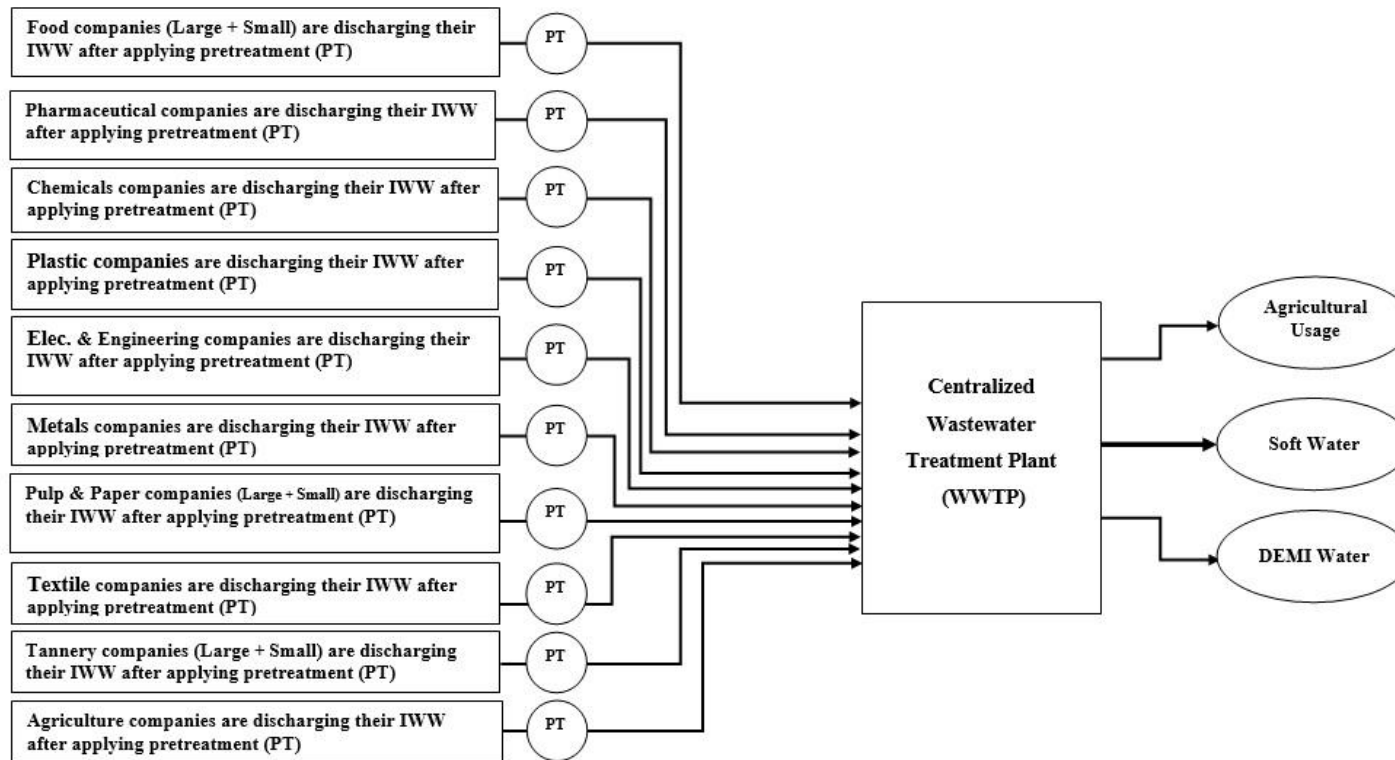 Food companies (Large + Small) are discharging their
IWW after applying pretreatment (PT)
PT
Pharmaceutical companies are discharging their IWW
after applying pretreatment (PT)
PT
Chemicals companies are discharging their IWW after
applying pretreatment (PT)
PT
Plastic companies are discharging their IWW after
applying pretreatment (PT)
PT
Elec. & Engineering companies are discharging their
IWW after applying pretreatment (PT)
PT
Metals companies are discharging their IWW after
applying pretreatment (PT)
PT
Pulp & Paper companies (Large + Small) are discharging
their IWW after applying pretreatment (PT)
PT
Textile companies are discharging their IWW after
applying pretreatment (PT)
PT
Tannery companies (Large + Small) are discharging
their IWW after applying pretreatment (PT)
PT
Agriculture companies are discharging their IWW
after applying pretreatment (PT)
PT
Centralized
Wastewater
Treatment Plant
(WWTP)
Agricultural
Usage
Soft Water
DEMI Water